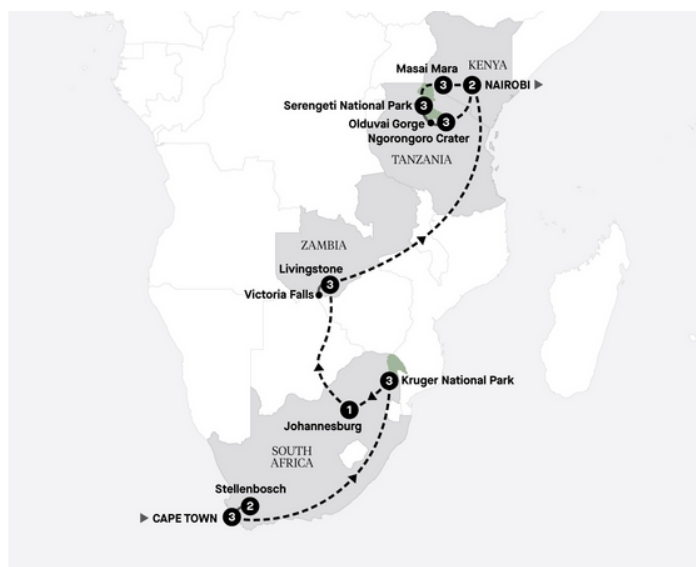 KENYA
Masai Mara
3
2
NAIROBI
Serengeti National Park
3
Olduvai Gorge
3
Ngorongoro Crater
TANZANIA
ZAMBIA
Livingstone
3
Victoria Falls
3
Kruger National Park
1
Johannesburg
SOUTH
AFRICA
Stellenbosch
2
CAPE TOWN
3